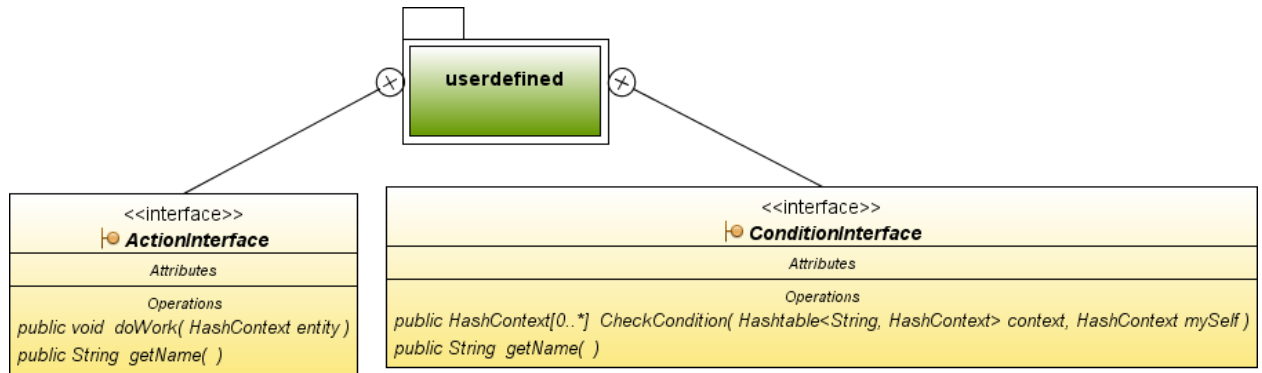 userdefined
<<interface>>
ActionInterface
Attributes
Operations
public void doWork( HashContext entity )
public String getName( )
<<interface>>
ConditionInterface
Attributes
Operations
public HashContext[0..*] CheckCondition( Hashtable<String, HashContext> context, HashContext mySelf )
public String getName( )